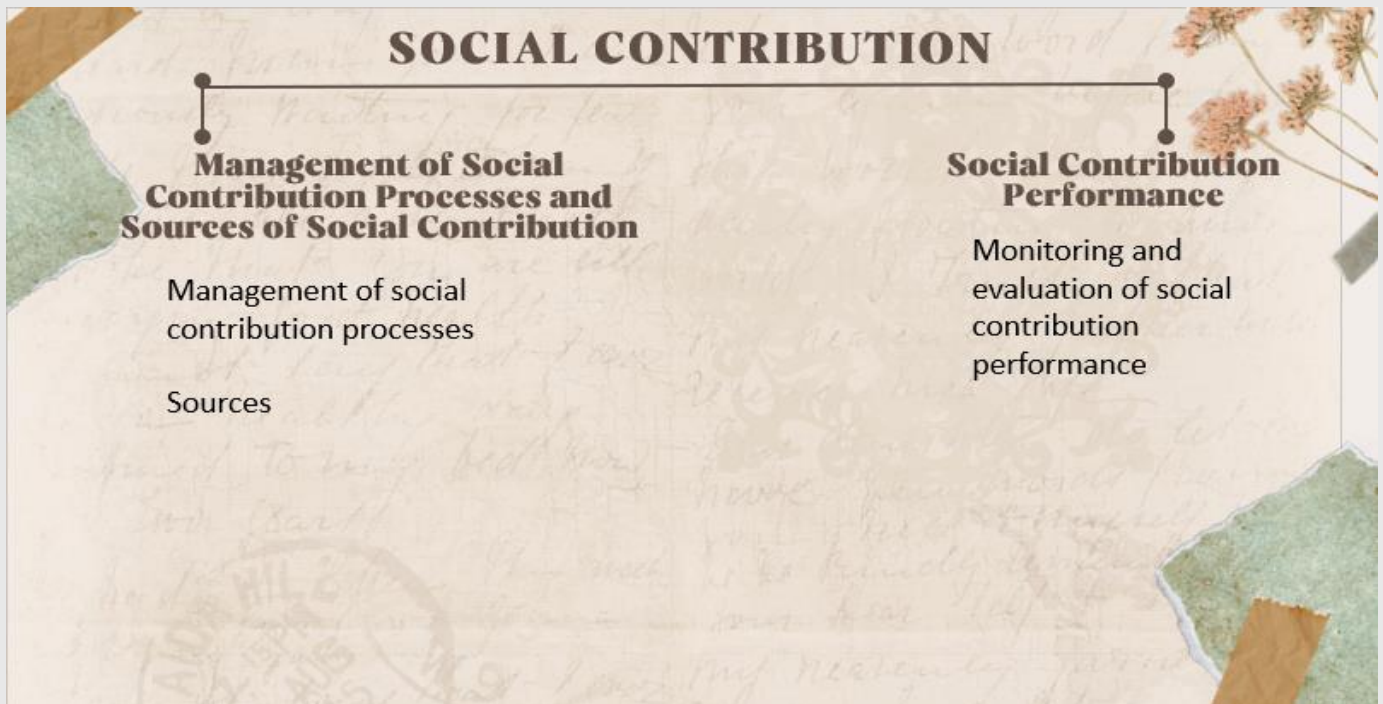 SOCIAL CONTRIBUTION
Management of Social
Contribution Processes and
Sources of Social Contribution
Management of social
contribution processes
Sources
Social Contribution
Performance
Monitoring and
evaluation of social
contribution
performance